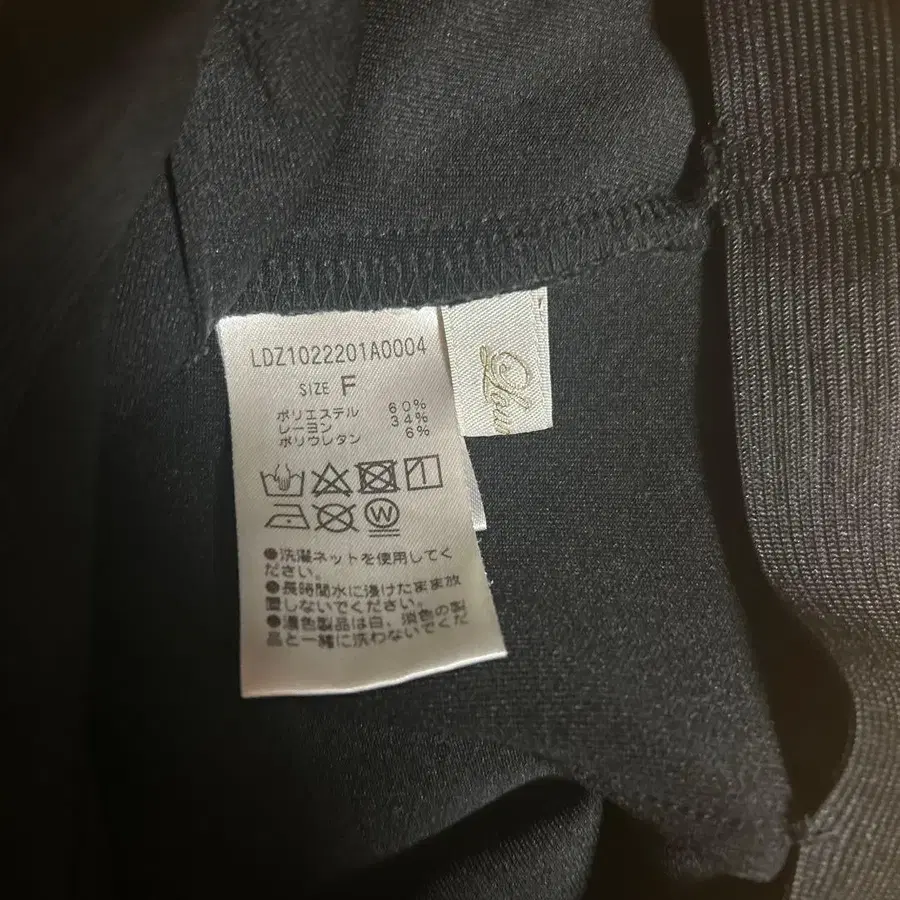 LDZ1022201A0004
SIZE F
ポリエステル 60%
レーヨン 34%
ポリウレタン 6%
W
●洗濯ネットを使用してく
ださい。
●長時間水に浸けたまま放
置しないでください。
●濃色製品は白、淡色の製
品と一緒に洗わないでくだ